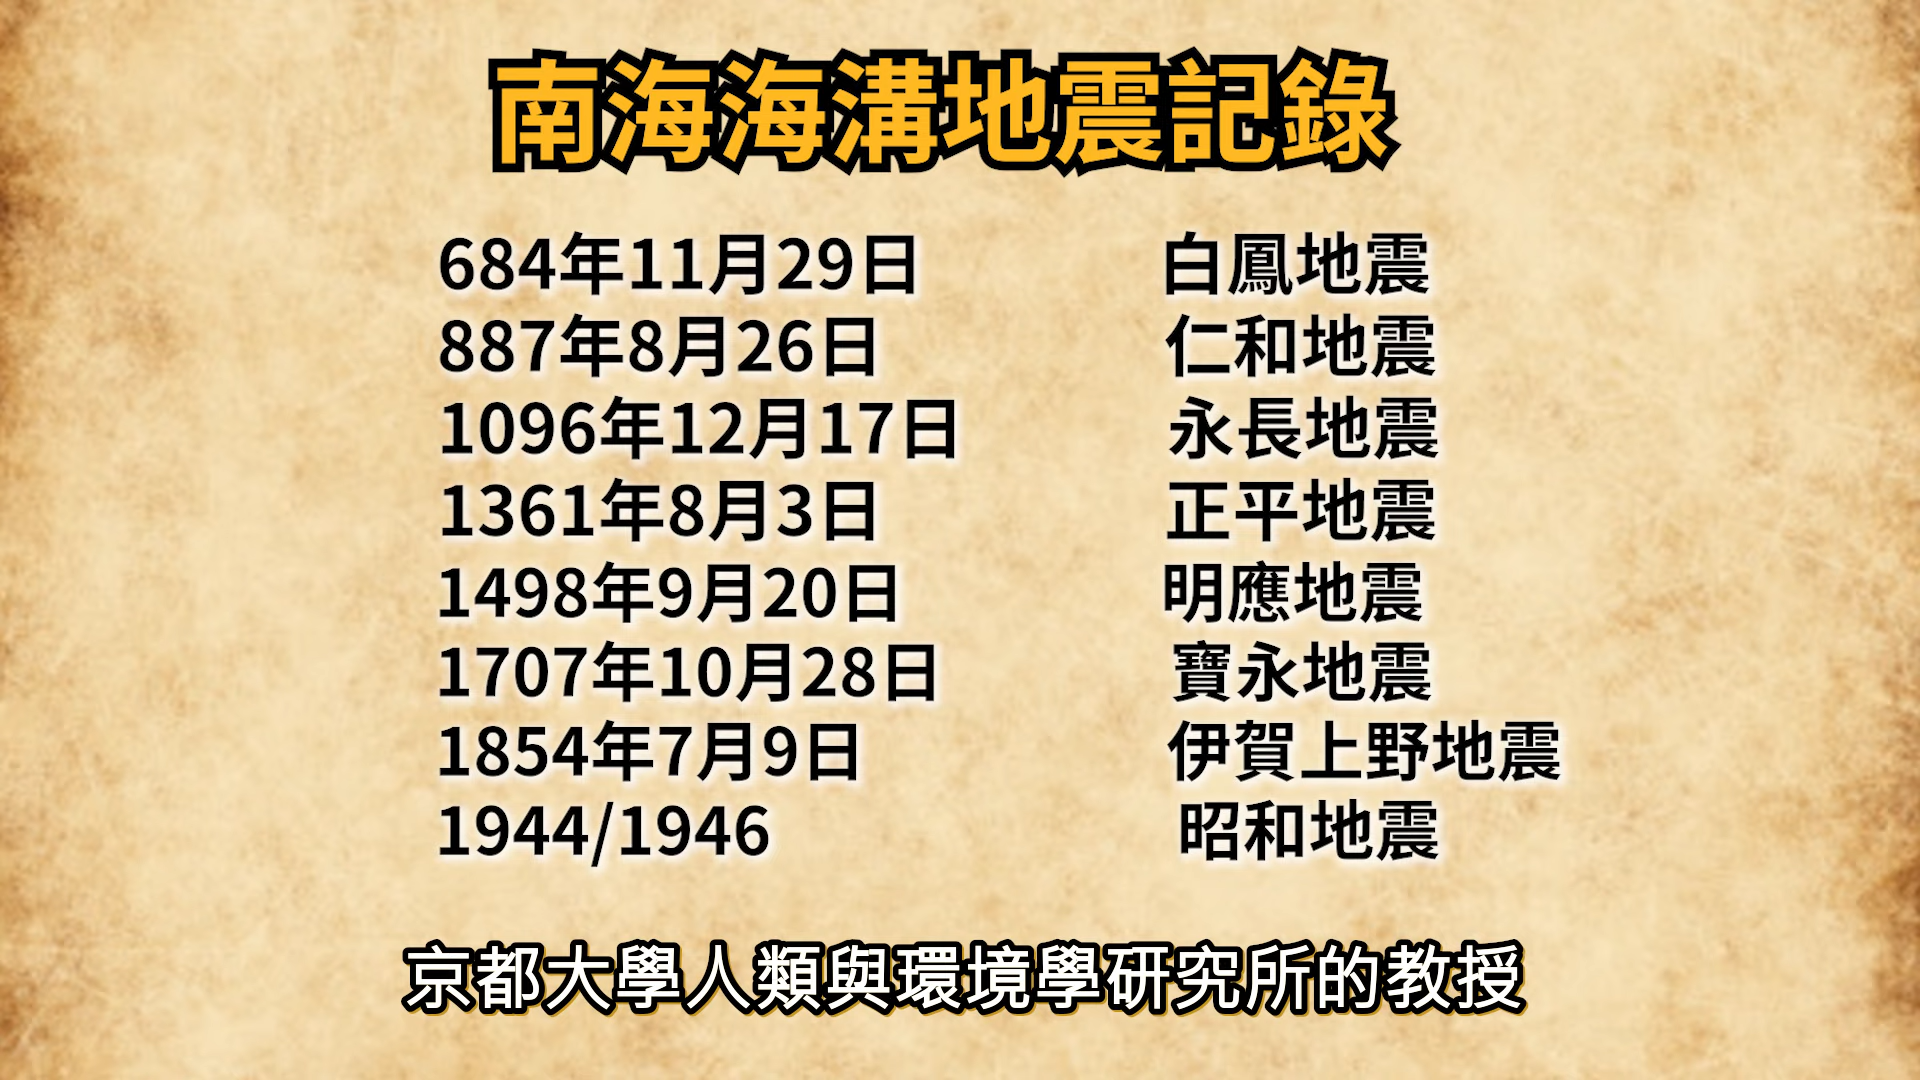 南海海溝地震記錄
684年11月29日 白鳳地震
887年8月26日 仁和地震
1096年12月17日 永長地震
1361年8月3日 正平地震
1498年9月20日 明應地震
1707年10月28日 寶永地震
1854年7月9日 伊賀上野地震
1944/1946 昭和地震
京都大學人類與環境學研究所的教授